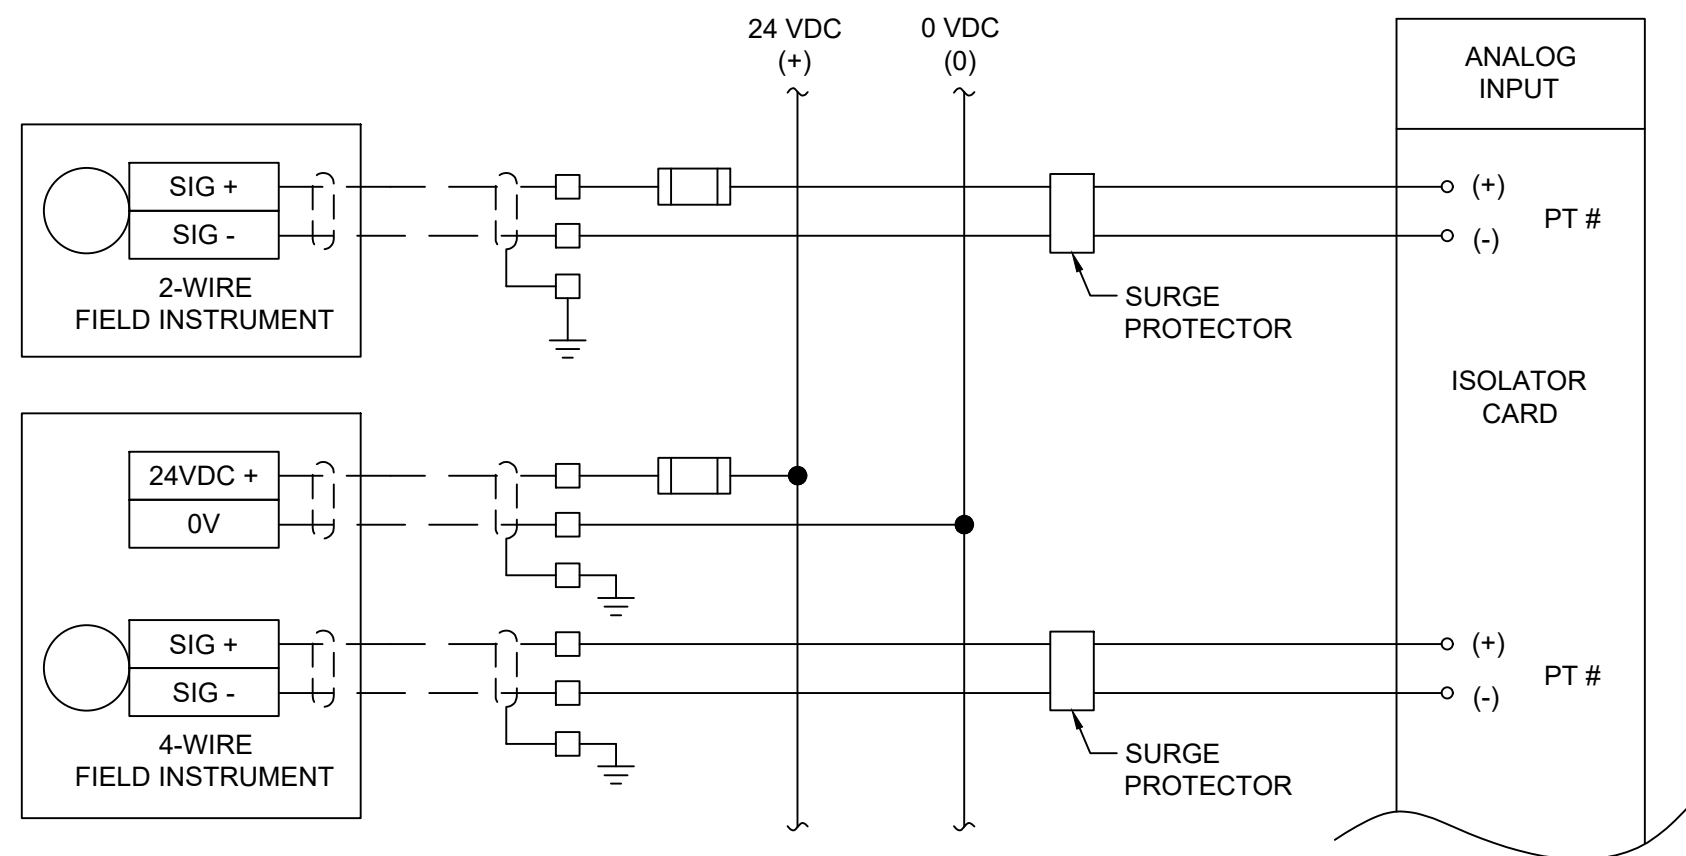 24 VDC
(+)
0 VDC
(0)
ANALOG
INPUT
SIG +
SIG -
2-WIRE
FIELD INSTRUMENT
(+)
(-)
PT #
SURGE
PROTECTOR
ISOLATOR
CARD
24VDC +
0V
SIG +
SIG -
4-WIRE
FIELD INSTRUMENT
(+)
(-)
PT #
SURGE
PROTECTOR